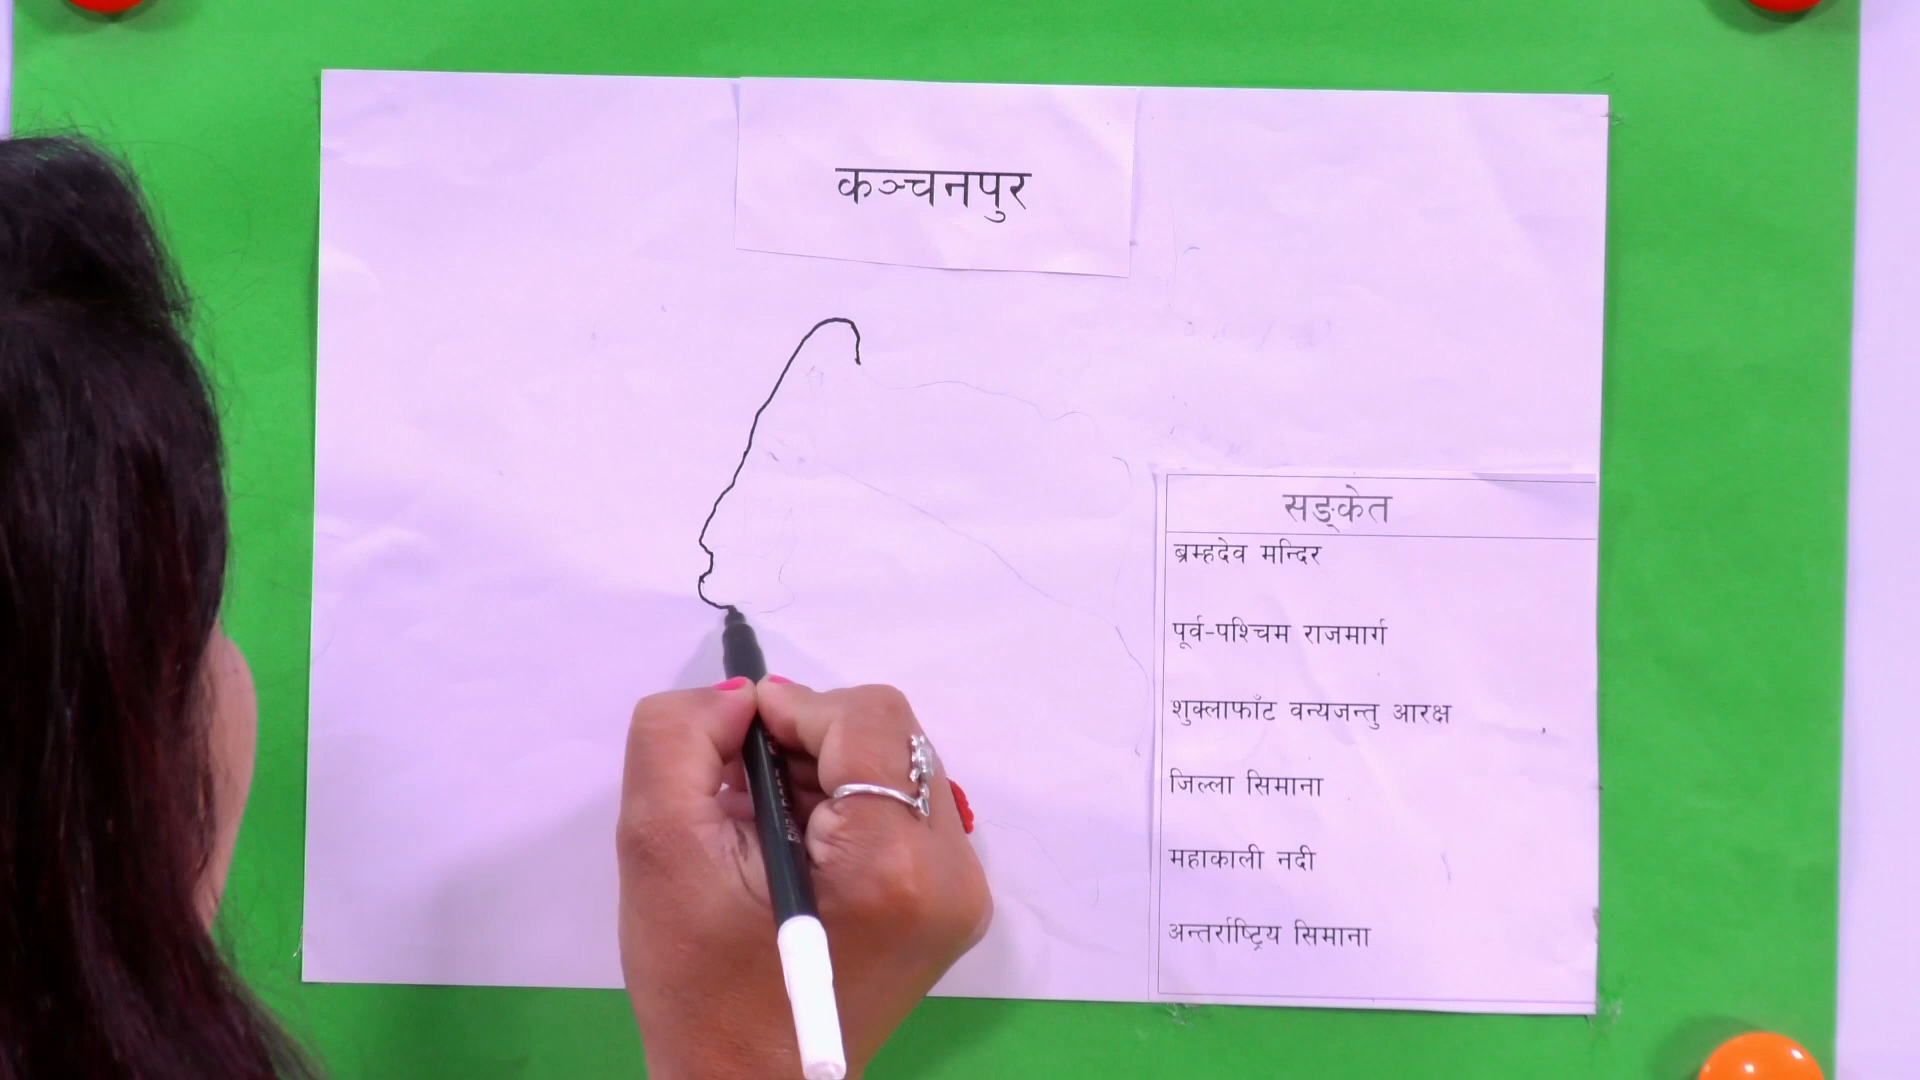 कञ्चनपुर
सङ्केत
ब्रम्हदेव मन्दिर
पूर्व-पश्चिम राजमार्ग
शुक्लाफाँट वन्यजन्तु आरक्ष
जिल्ला सिमाना
महाकाली नदी
अन्तर्राष्ट्रिय सिमाना